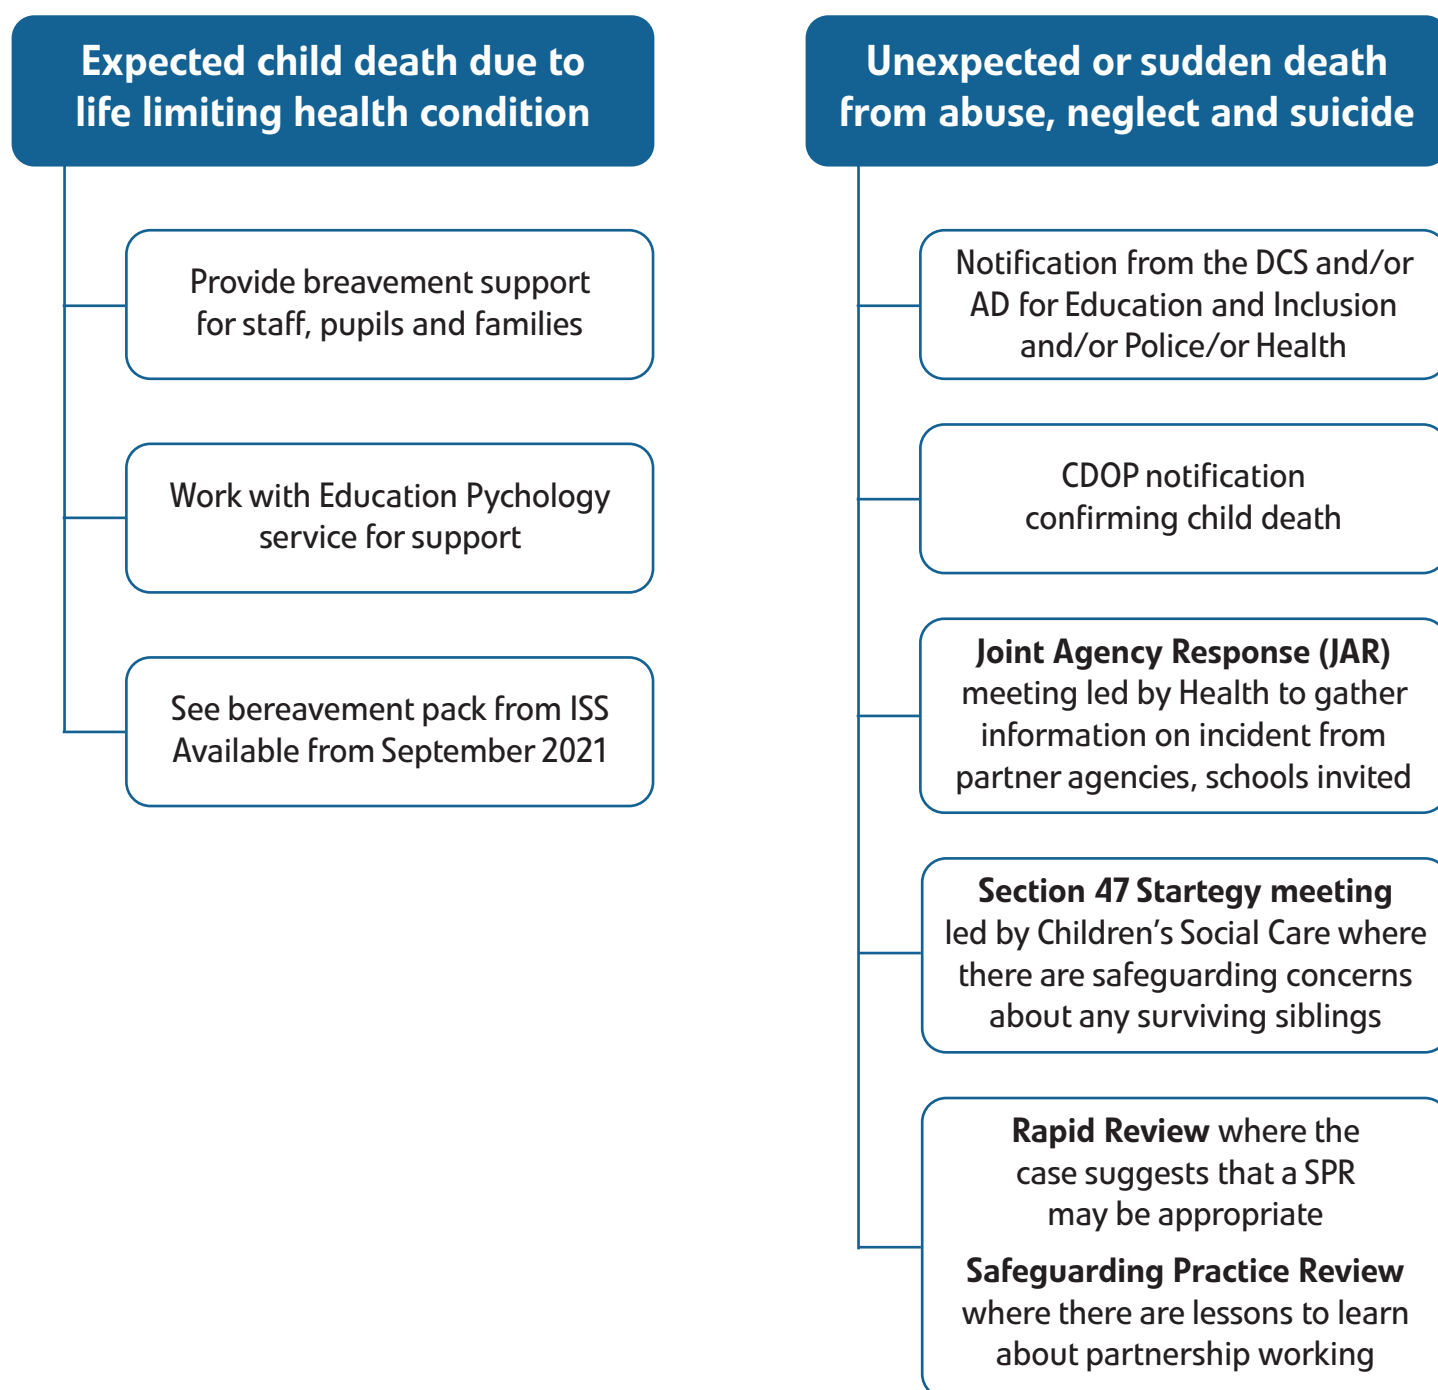 Expected child death due to
life limiting health condition
Provide breavement support
for staff, pupils and families
Work with Education Pychology
service for support
See bereavement pack from ISS
Available from September 2021
Unexpected or sudden death
from abuse, neglect and suicide
Notification from the DCS and/or
AD for Education and Inclusion
and/or Police/or Health
CDOP notification
confirming child death
Joint Agency Response (JAR)
meeting led by Health to gather
information on incident from
partner agencies, schools invited
Section 47 Startegy meeting
led by Children’s Social Care where
there are safeguarding concerns
about any surviving siblings
Rapid Review where the
case suggests that a SPR
may be appropriate
Safeguarding Practice Review
where there are lessons to learn
about partnership working